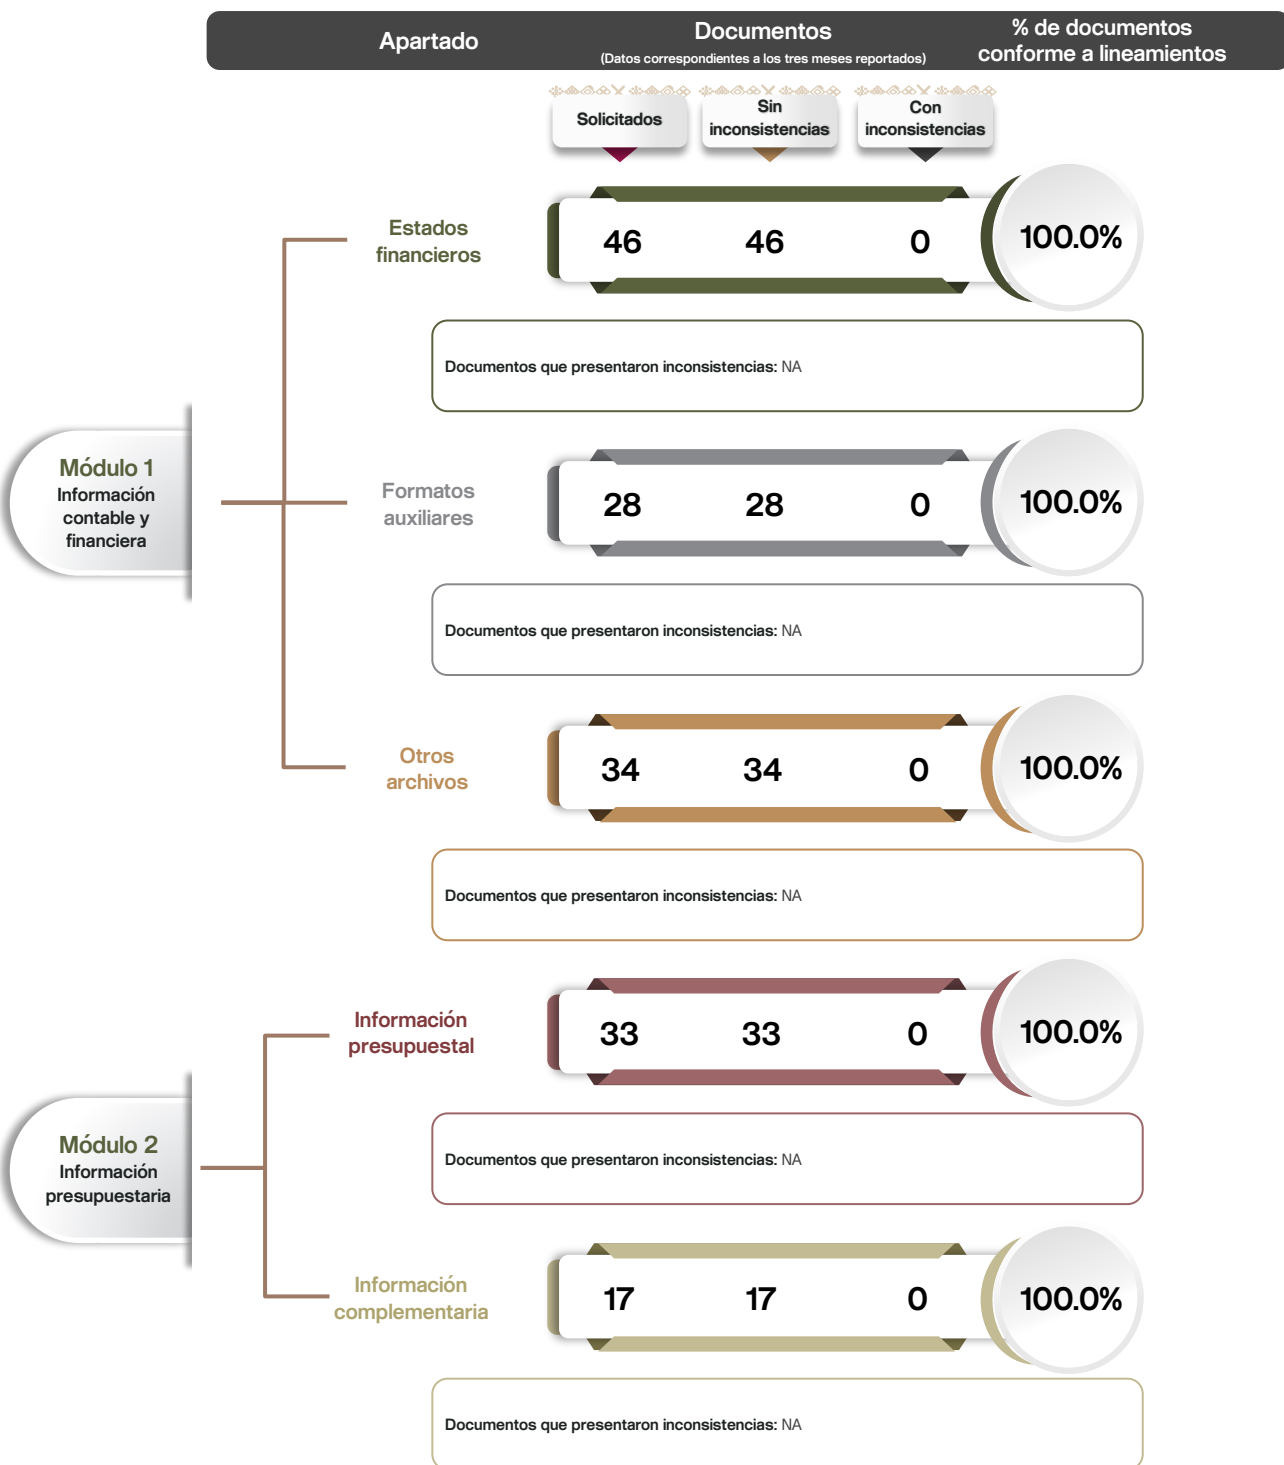 Apartado
Documentos
(Datos correspondientes a los tres meses reportados)
% de documentos
conforme a lineamientos
Solicitados
Sin
inconsistencias
Con
inconsistencias
Módulo 1
Información
contable y
financiera
Estados
financieros
46 46 0 100.0%
Documentos que presentaron inconsistencias: NA
Formatos
auxiliares
28 28 0 100.0%
Documentos que presentaron inconsistencias: NA
Otros
archivos
34 34 0 100.0%
Documentos que presentaron inconsistencias: NA
Módulo 2
Información
presupuestaria
Información
presupuestal
33 33 0 100.0%
Documentos que presentaron inconsistencias: NA
Información
complementaria
17 17 0 100.0%
Documentos que presentaron inconsistencias: NA